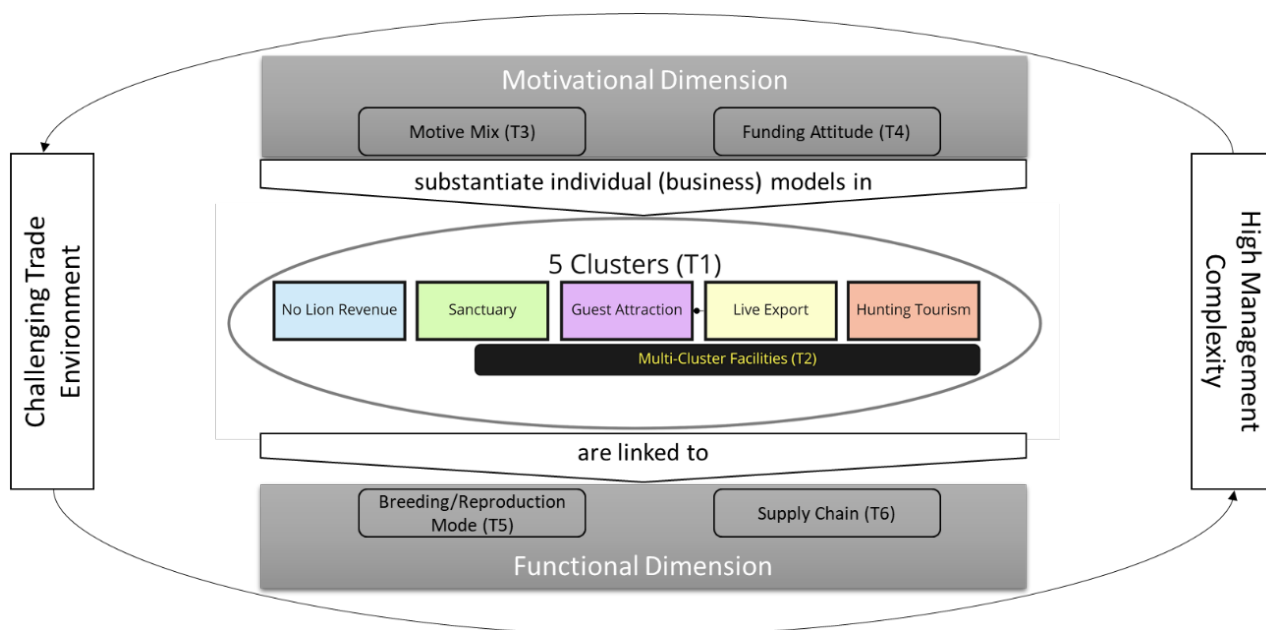 Motivational Dimension
Motive Mix (T3)
Funding Attitude (T4)
substantiate individual (business) models in
Challenging Trade
Environment
5 Clusters (T1)
No Lion Revenue
Sanctuary
Guest Attraction
Live Export
Hunting Tourism
Multi-Cluster Facilities (T2)
High Management
Complexity
are linked to
Breeding/Reproduction
Mode (T5)
Supply Chain (T6)
Functional Dimension